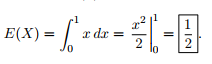 E(X) = ∫₀¹ x dx = x²/2 |₀¹ = 1/2.